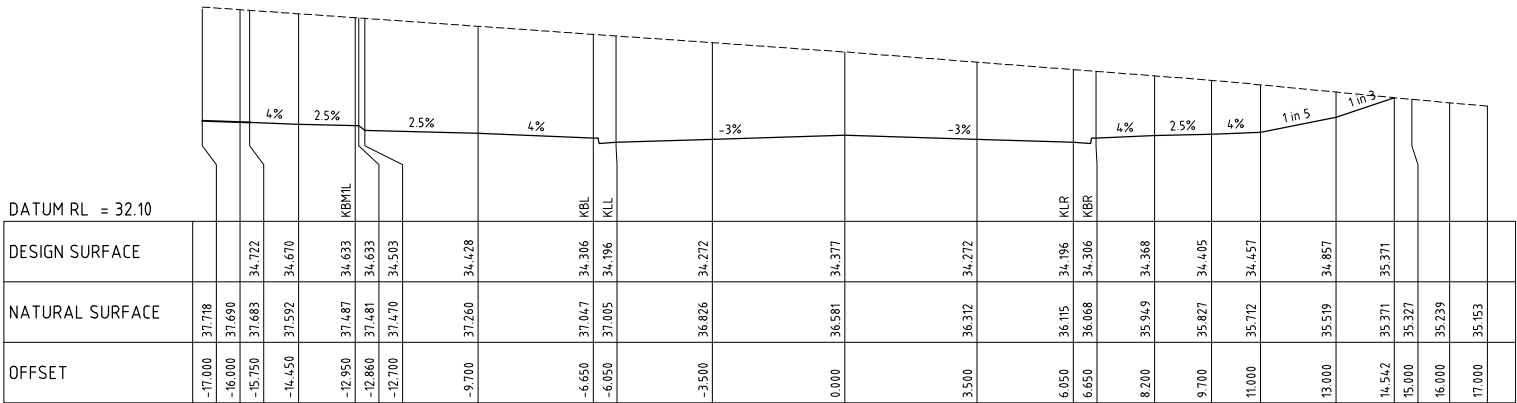 4% 2.5% 2.5% 4% -3% -3% 4% 2.5% 4% 1 in 5 1 in 3
KBM1L KBL KLL KLR KBR
DATUM RL = 32.10
DESIGN SURFACE 34.722 34.670 34.633 34.633 34.503 34.428 34.306 34.196 34.272 34.377 34.272 34.196 34.306 34.368 34.405 34.457 34.857 35.371
NATURAL SURFACE 37.718 37.690 37.683 37.592 37.487 37.481 37.470 37.260 37.047 37.005 36.826 36.581 36.312 36.115 36.068 35.949 35.827 35.712 35.519 35.371 35.327 35.239 35.153
OFFSET -17.000 -16.000 -15.750 -14.450 -12.950 -12.860 -12.700 -9.700 -6.650 -6.050 -3.500 0.000 3.500 6.050 6.650 8.200 9.700 11.000 13.000 14.542 15.000 16.000 17.000